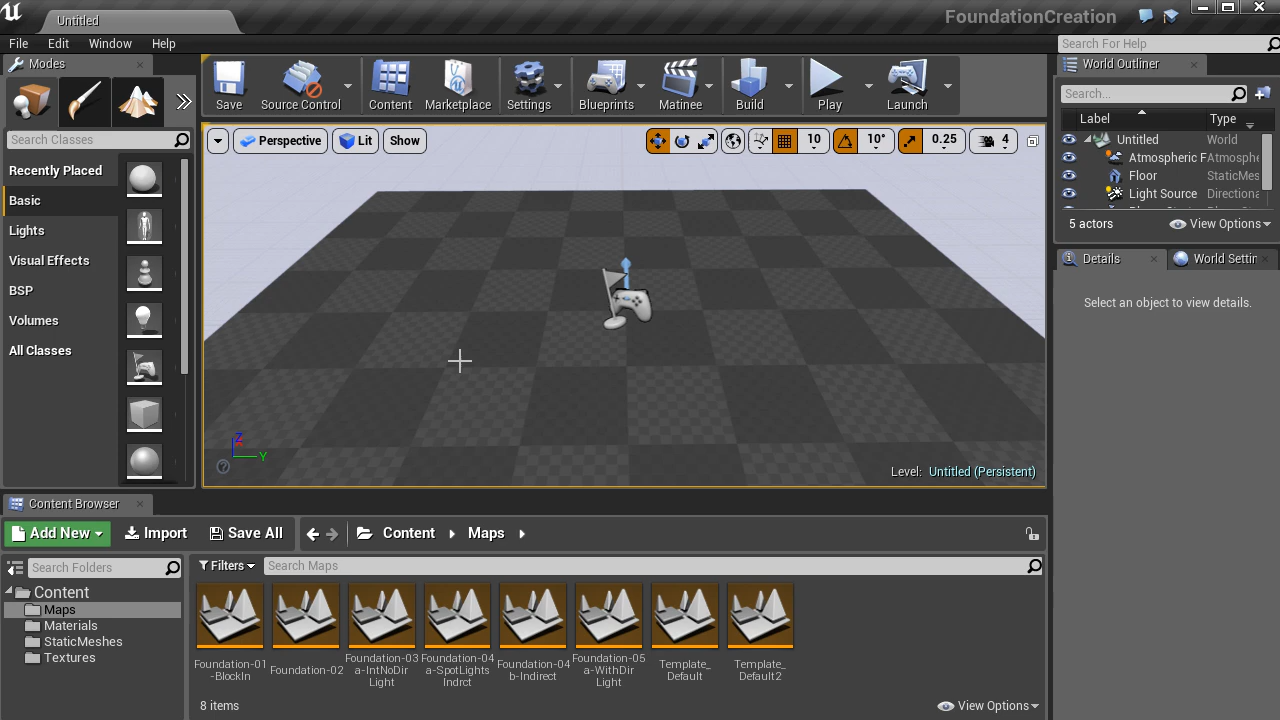 Untitled
FoundationCreation
File Edit Window Help
Search For Help
Modes
World Outliner
Save
Source Control
Content
Marketplace
Settings
Blueprints
Matinee
Build
Play
Launch
Search Classes
Search...
Label Type
Perspective
Lit
Show
10
10°
0.25
4
Untitled World
Atmospheric F Atmosphe
Floor StaticMes
Light Source Directiona
5 actors
View Options
Recently Placed
Basic
Lights
Visual Effects
BSP
Volumes
All Classes
Details
World Settin
Select an object to view details.
Z
Y
Level: Untitled (Persistent)
Content Browser
Add New
Import
Save All
Content
Maps
Search Folders
Filters
Search Maps
Content
Maps
Materials
StaticMeshes
Textures
Foundation-01
-BlockIn
Foundation-02
Foundation-03
a-IntNoDir
Light
Foundation-04
a-SpotLights
Indrct
Foundation-04
b-Indirect
Foundation-05
a-WithDir
Light
Template_
Default
Template_
Default2
8 items
View Options